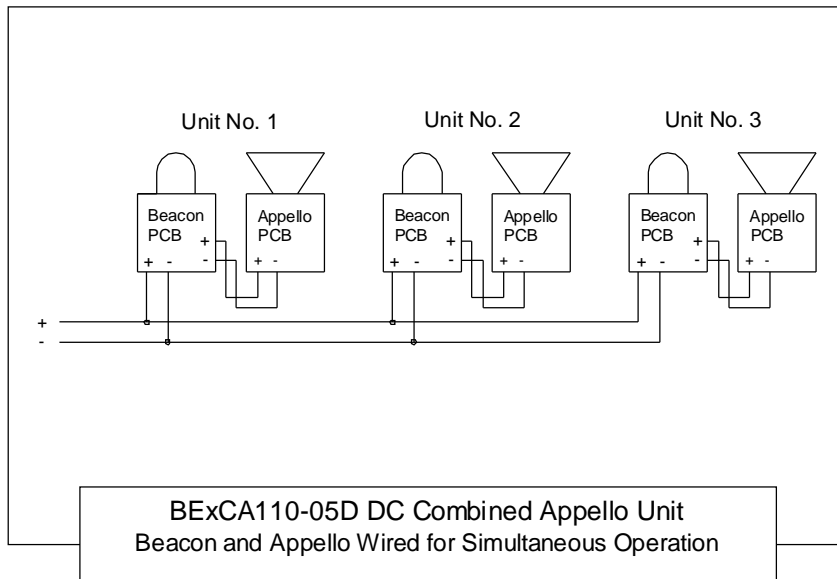 Unit No. 1
Unit No. 2
Unit No. 3
Beacon
PCB
+
-
+ -
Appello
PCB
+ -
Beacon
PCB
+
-
+ -
Appello
PCB
+ -
Beacon
PCB
+
-
+ -
Appello
PCB
+ -
+
-
BExCA110-05D DC Combined Appello Unit
Beacon and Appello Wired for Simultaneous Operation